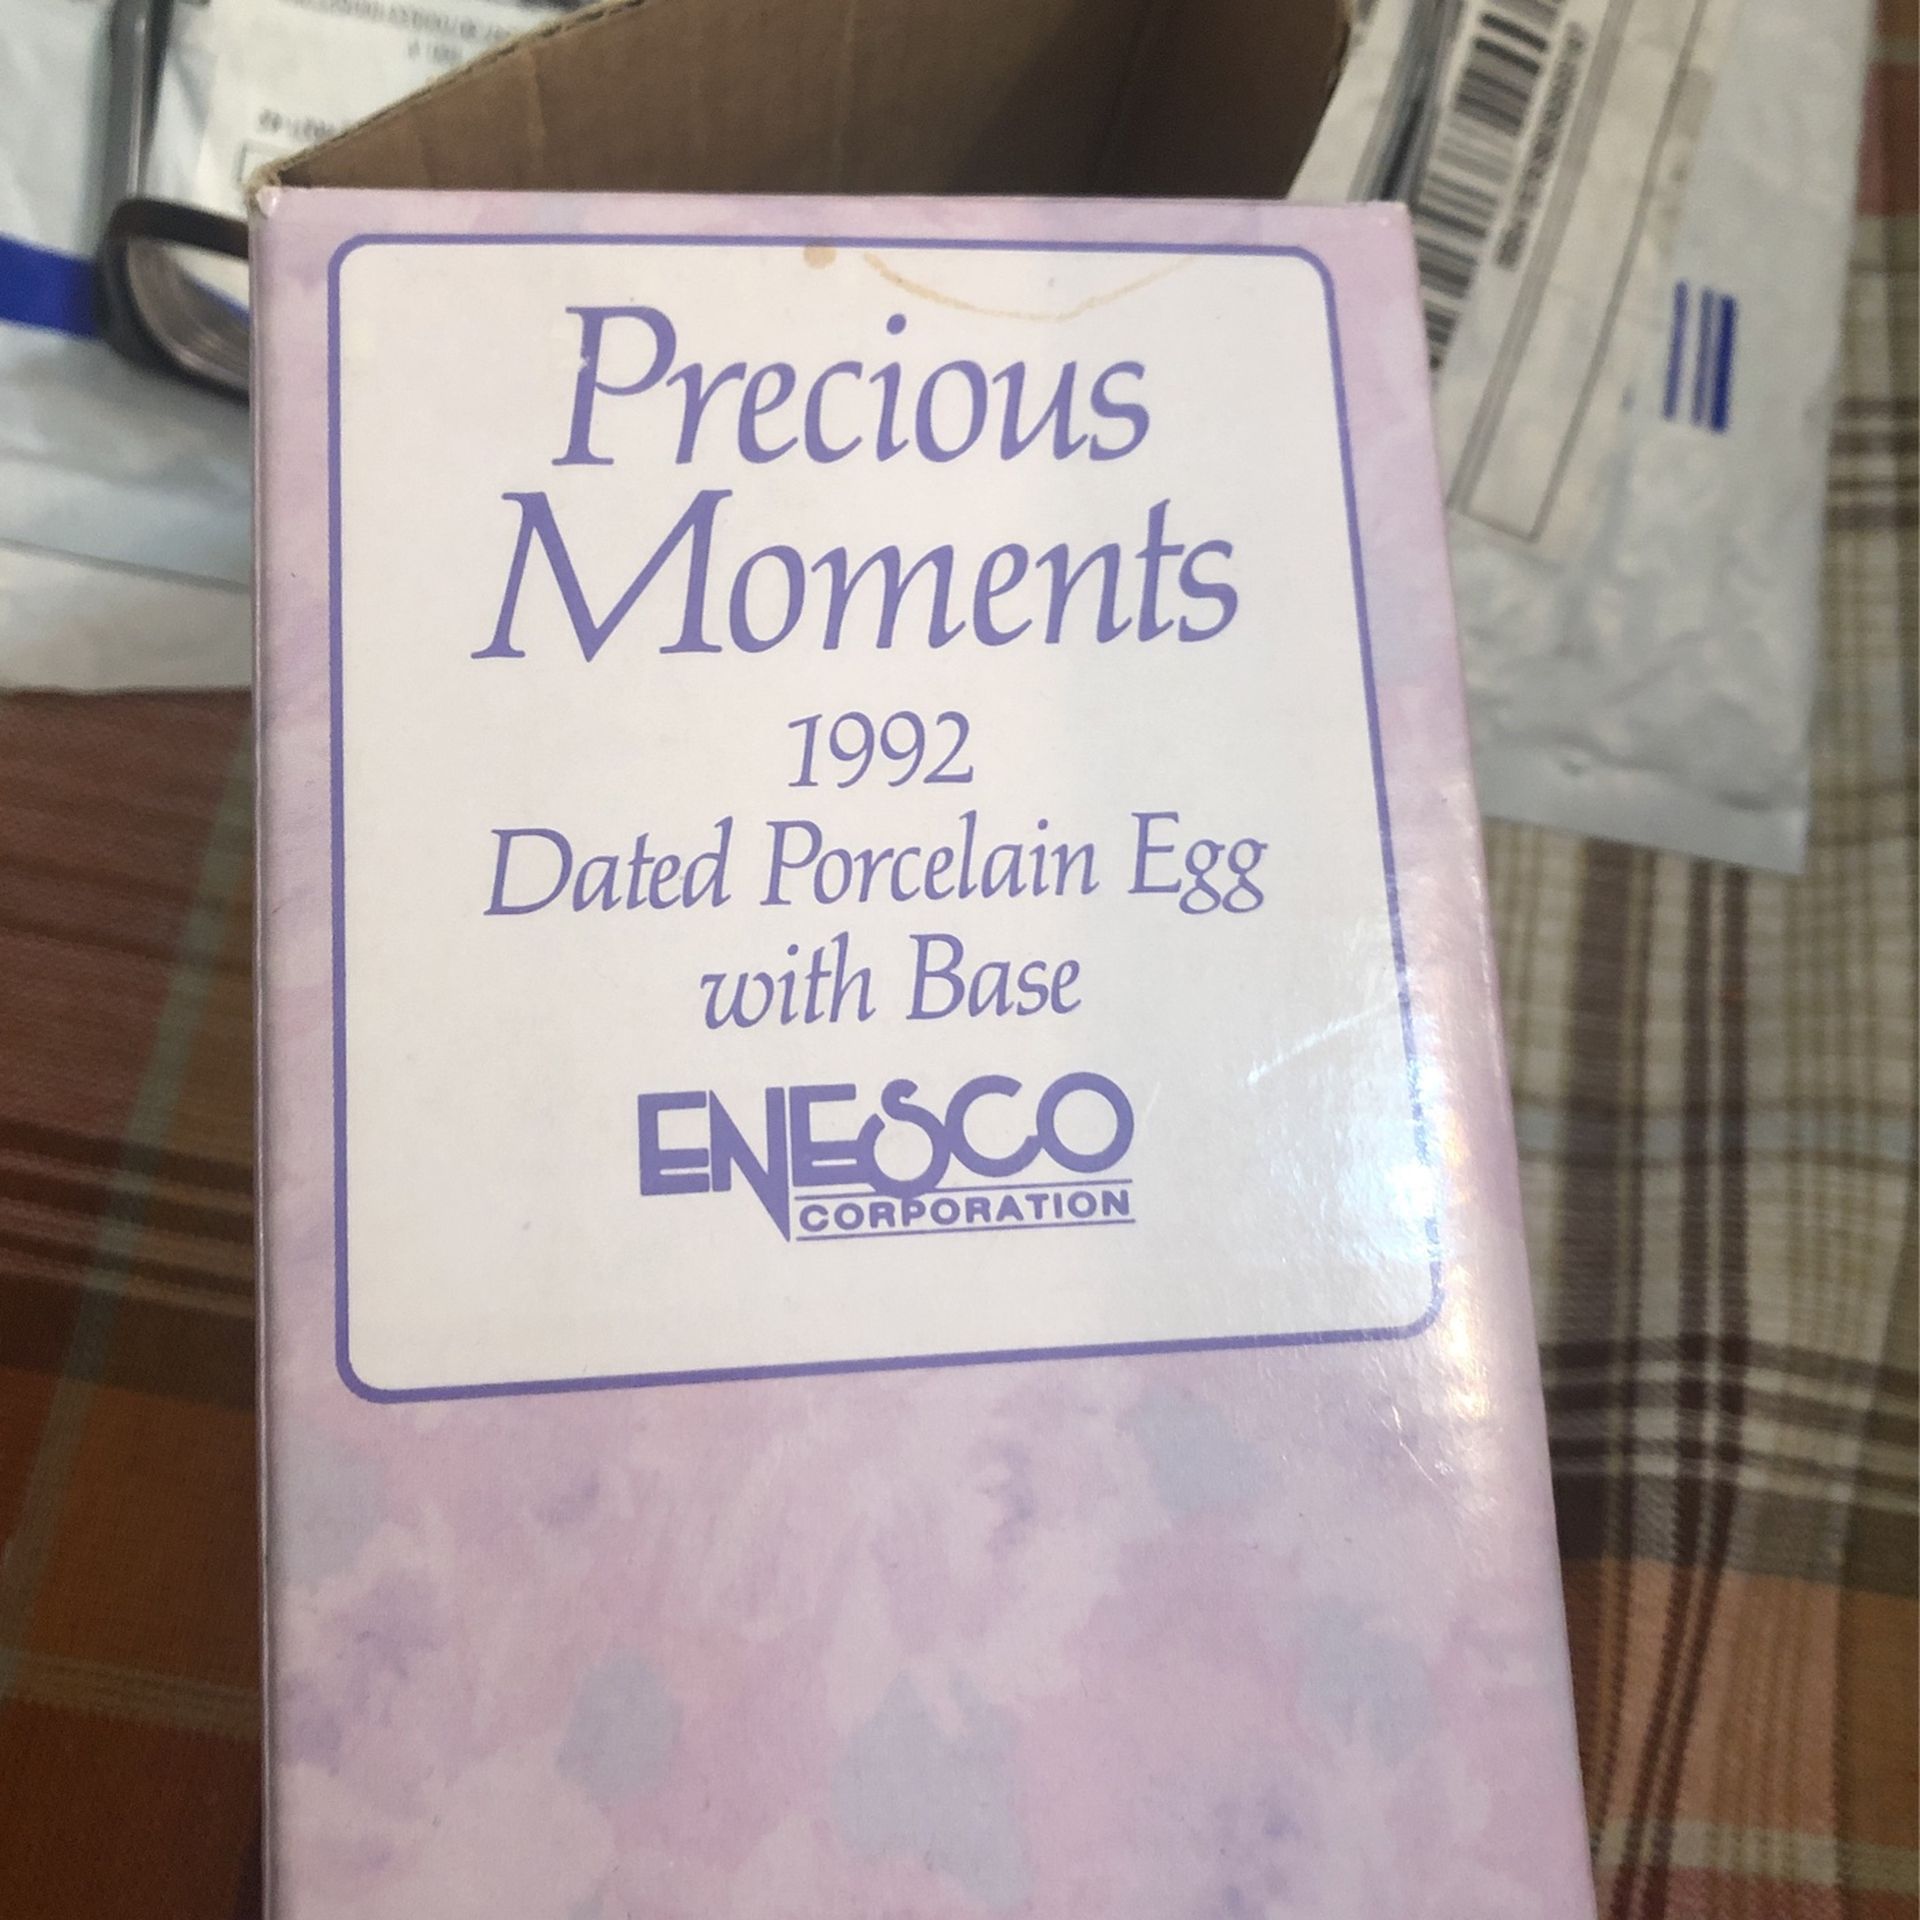 Precious
Moments
1992
Dated Porcelain Egg
with Base
ENESCO
CORPORATION